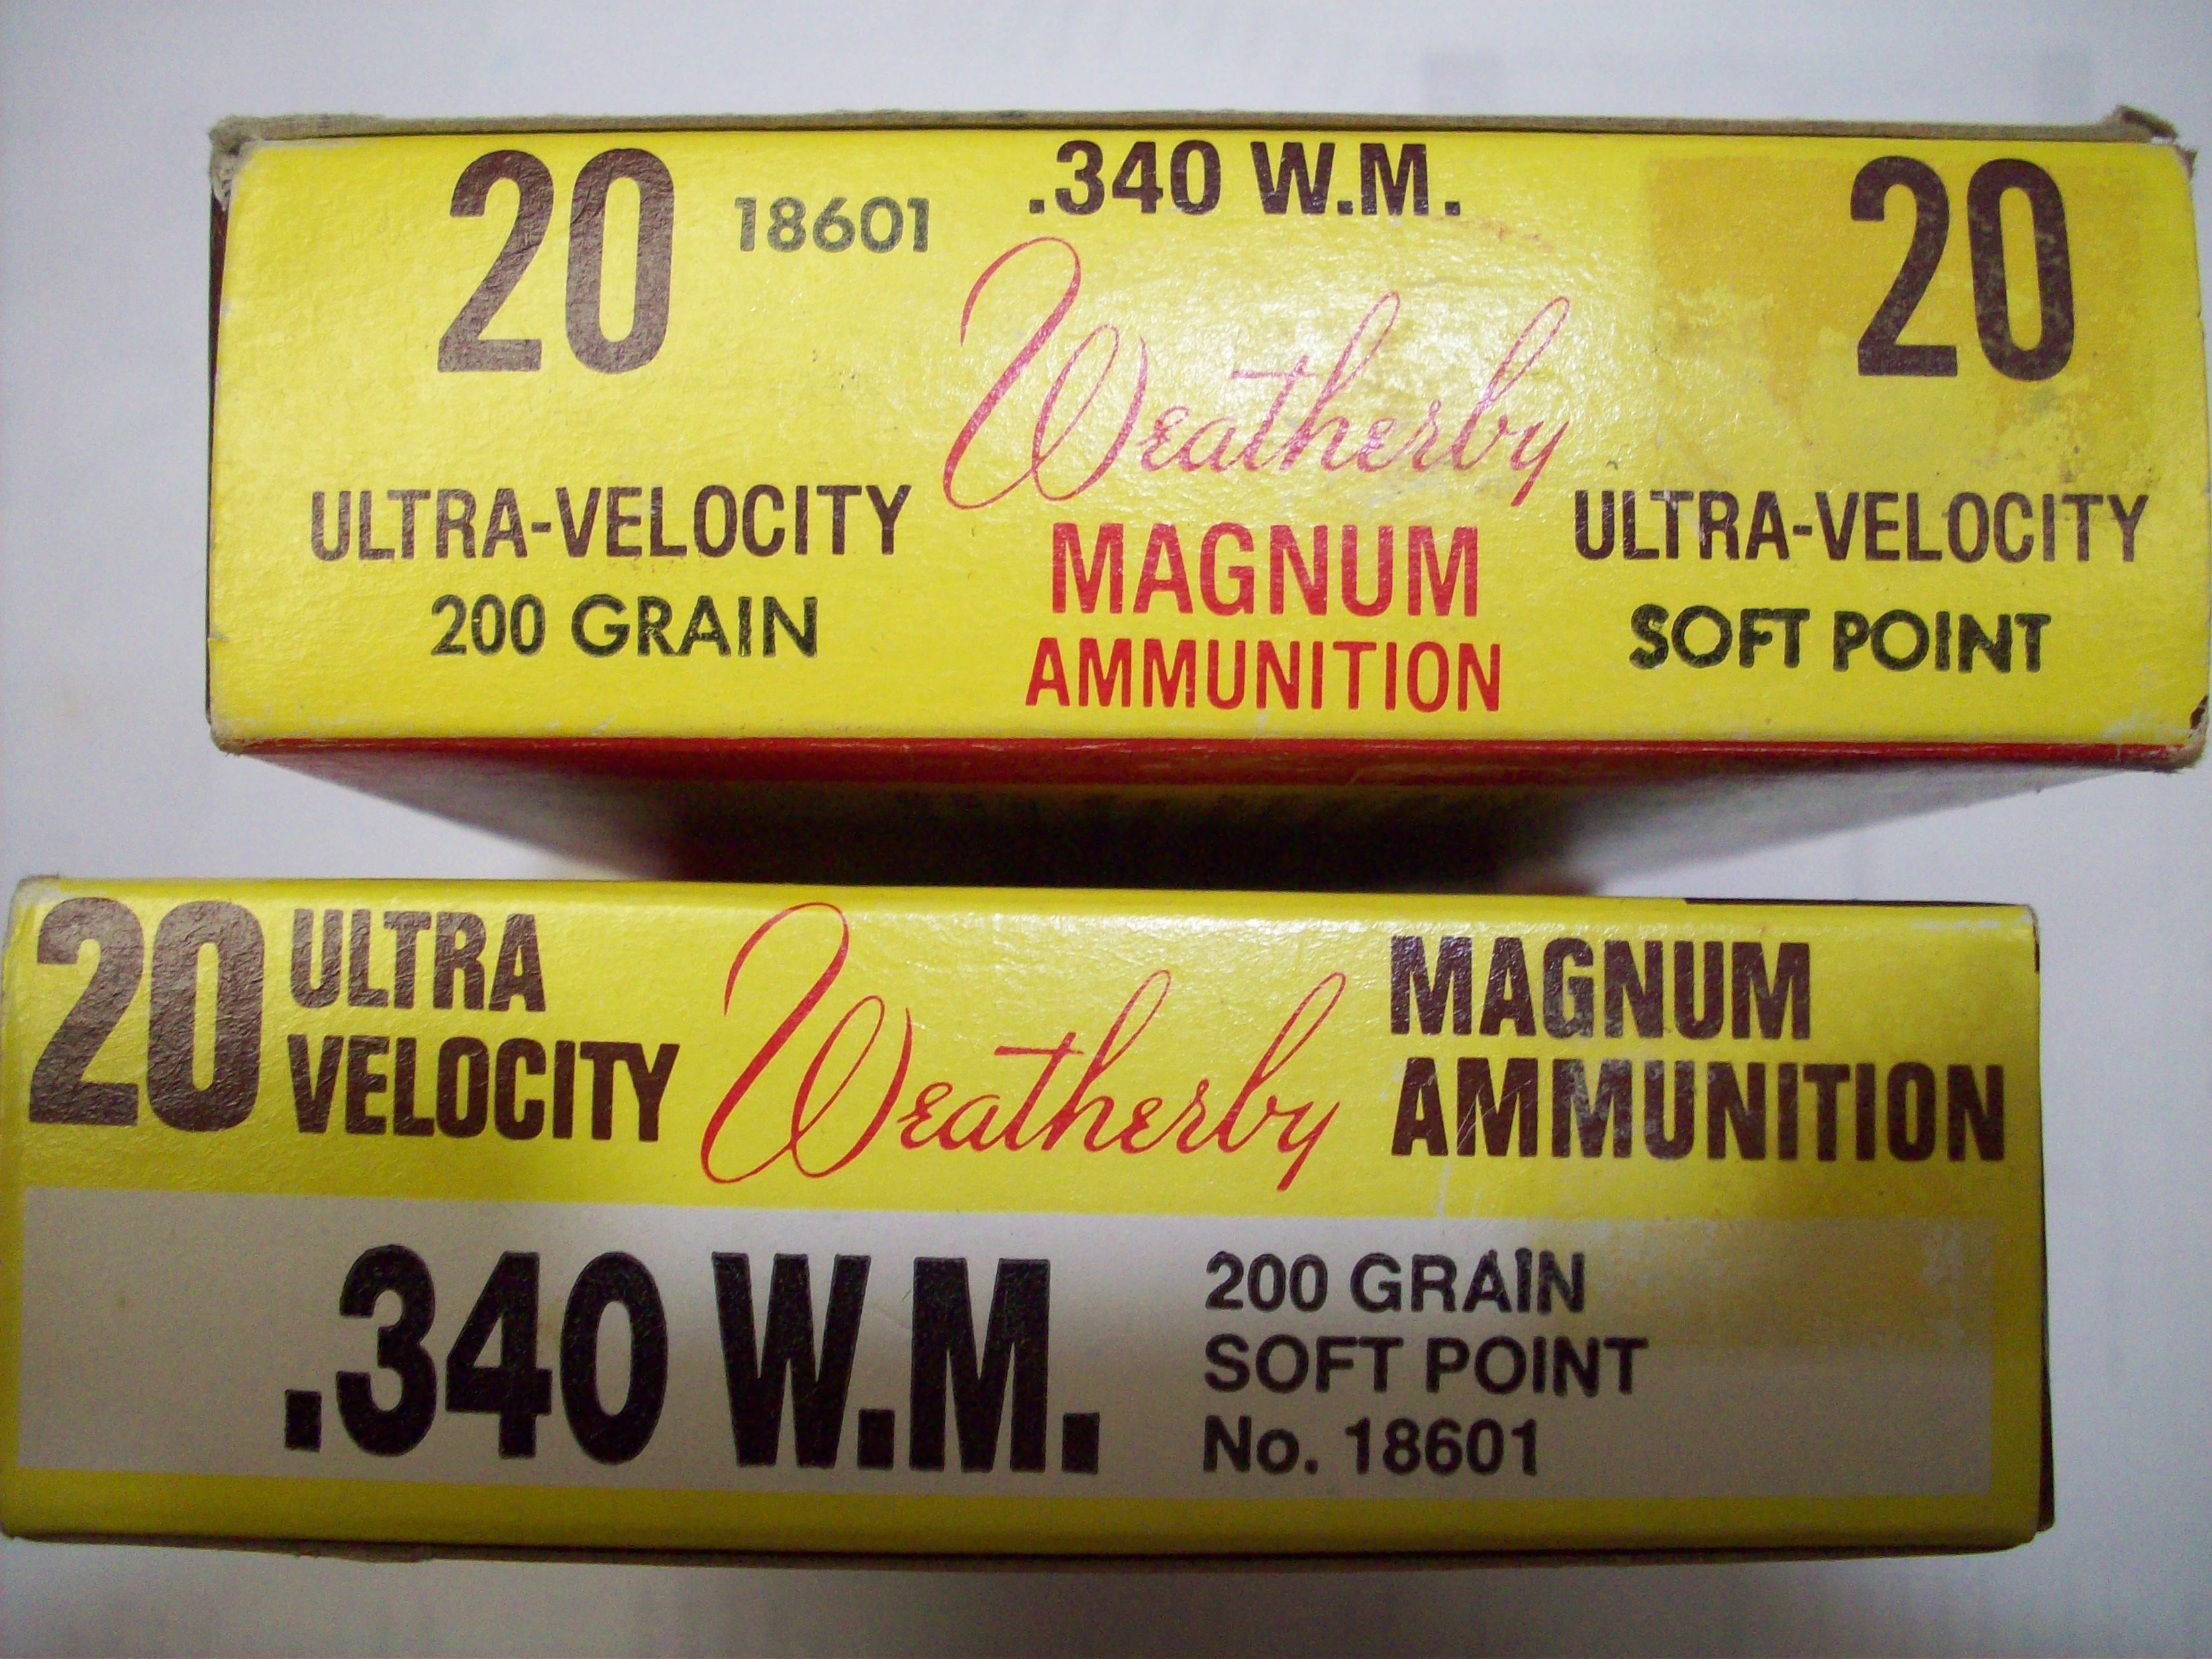 20 18601 .340 W.M. 20
Weatherby
ULTRA-VELOCITY MAGNUM ULTRA-VELOCITY
200 GRAIN AMMUNITION SOFT POINT
20 ULTRA VELOCITY Weatherby MAGNUM AMMUNITION
.340 W.M.
200 GRAIN
SOFT POINT
No. 18601